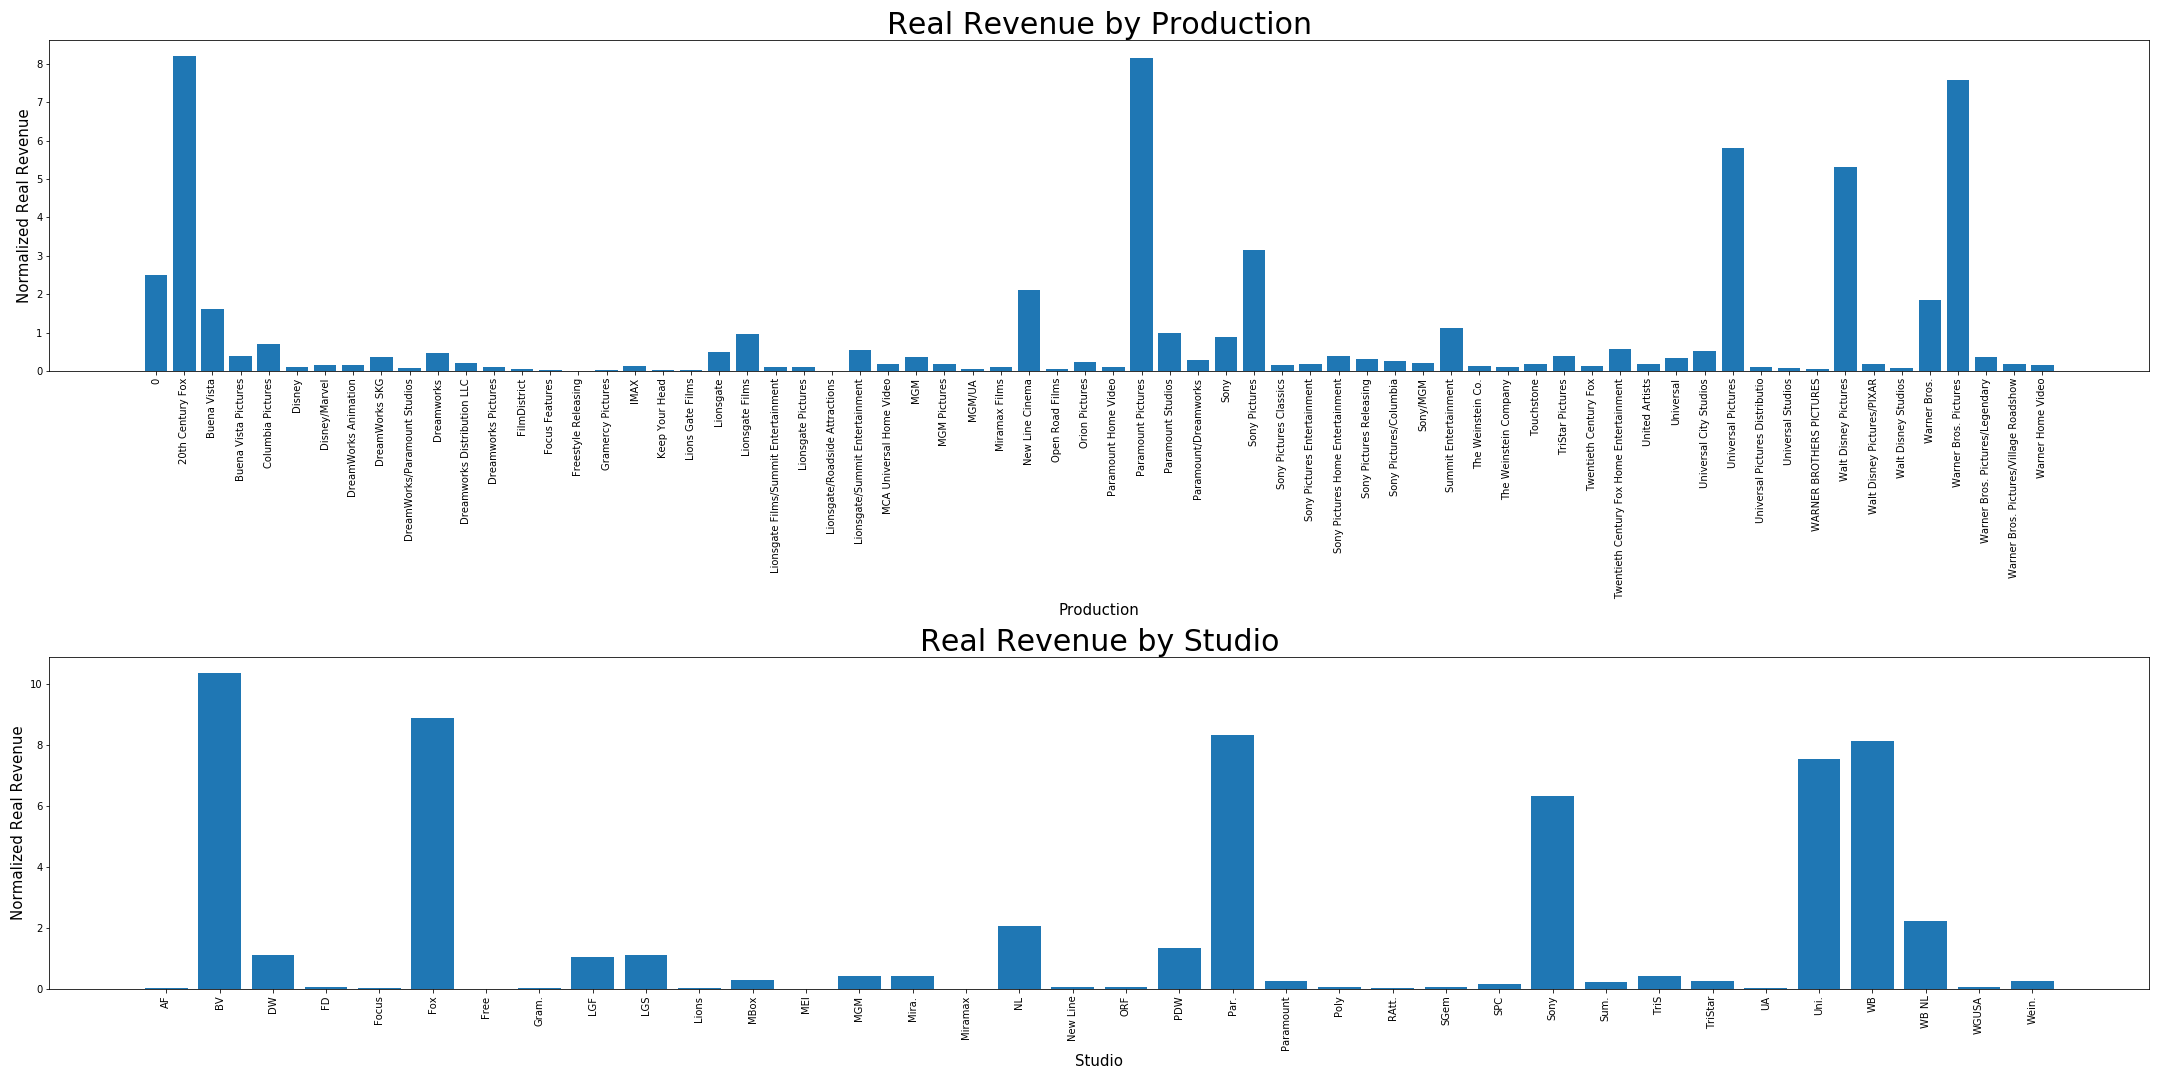 Real Revenue by Production
Normalized Real Revenue
8
7
6
5
4
3
2
1
0
0
20th Century Fox
Buena Vista
Buena Vista Pictures
Columbia Pictures
Disney
Disney/Marvel
DreamWorks Animation
DreamWorks SKG
DreamWorks/Paramount Studios
Dreamworks
Dreamworks Distribution LLC
Dreamworks Pictures
FilmDistrict
Focus Features
Freestyle Releasing
Gramercy Pictures
IMAX
Keep Your Head
Lions Gate Films
Lionsgate
Lionsgate Films
Lionsgate Films/Summit Entertainment
Lionsgate Pictures
Lionsgate/Roadside Attractions
Lionsgate/Summit Entertainment
MCA Universal Home Video
MGM
MGM Pictures
MGM/UA
Miramax Films
New Line Cinema
Open Road Films
Orion Pictures
Paramount Home Video
Paramount Pictures
Paramount Studios
Paramount/Dreamworks
Sony
Sony Pictures
Sony Pictures Classics
Sony Pictures Entertainment
Sony Pictures Home Entertainment
Sony Pictures Releasing
Sony Pictures/Columbia
Sony/MGM
Summit Entertainment
The Weinstein Co.
The Weinstein Company
Touchstone
TriStar Pictures
Twentieth Century Fox
Twentieth Century Fox Home Entertainment
United Artists
Universal
Universal City Studios
Universal Pictures
Universal Pictures Distributio
Universal Studios
WARNER BROTHERS PICTURES
Walt Disney Pictures
Walt Disney Pictures/PIXAR
Walt Disney Studios
Warner Bros.
Warner Bros. Pictures
Warner Bros. Pictures/Legendary
Warner Bros. Pictures/Village Roadshow
Warner Home Video
Production
Real Revenue by Studio
Normalized Real Revenue
10
8
6
4
2
0
AF
BV
DW
FD
Focus
Fox
Free
Gram.
LGF
LGS
Lions
MBox
MEI
MGM
Mira.
Miramax
NL
New Line
ORF
PDW
Par.
Paramount
Poly
RAtt.
SGem
SPC
Sony
Sum.
TriS
TriStar
UA
Uni.
WB
WB NL
WGUSA
Wein.
Studio